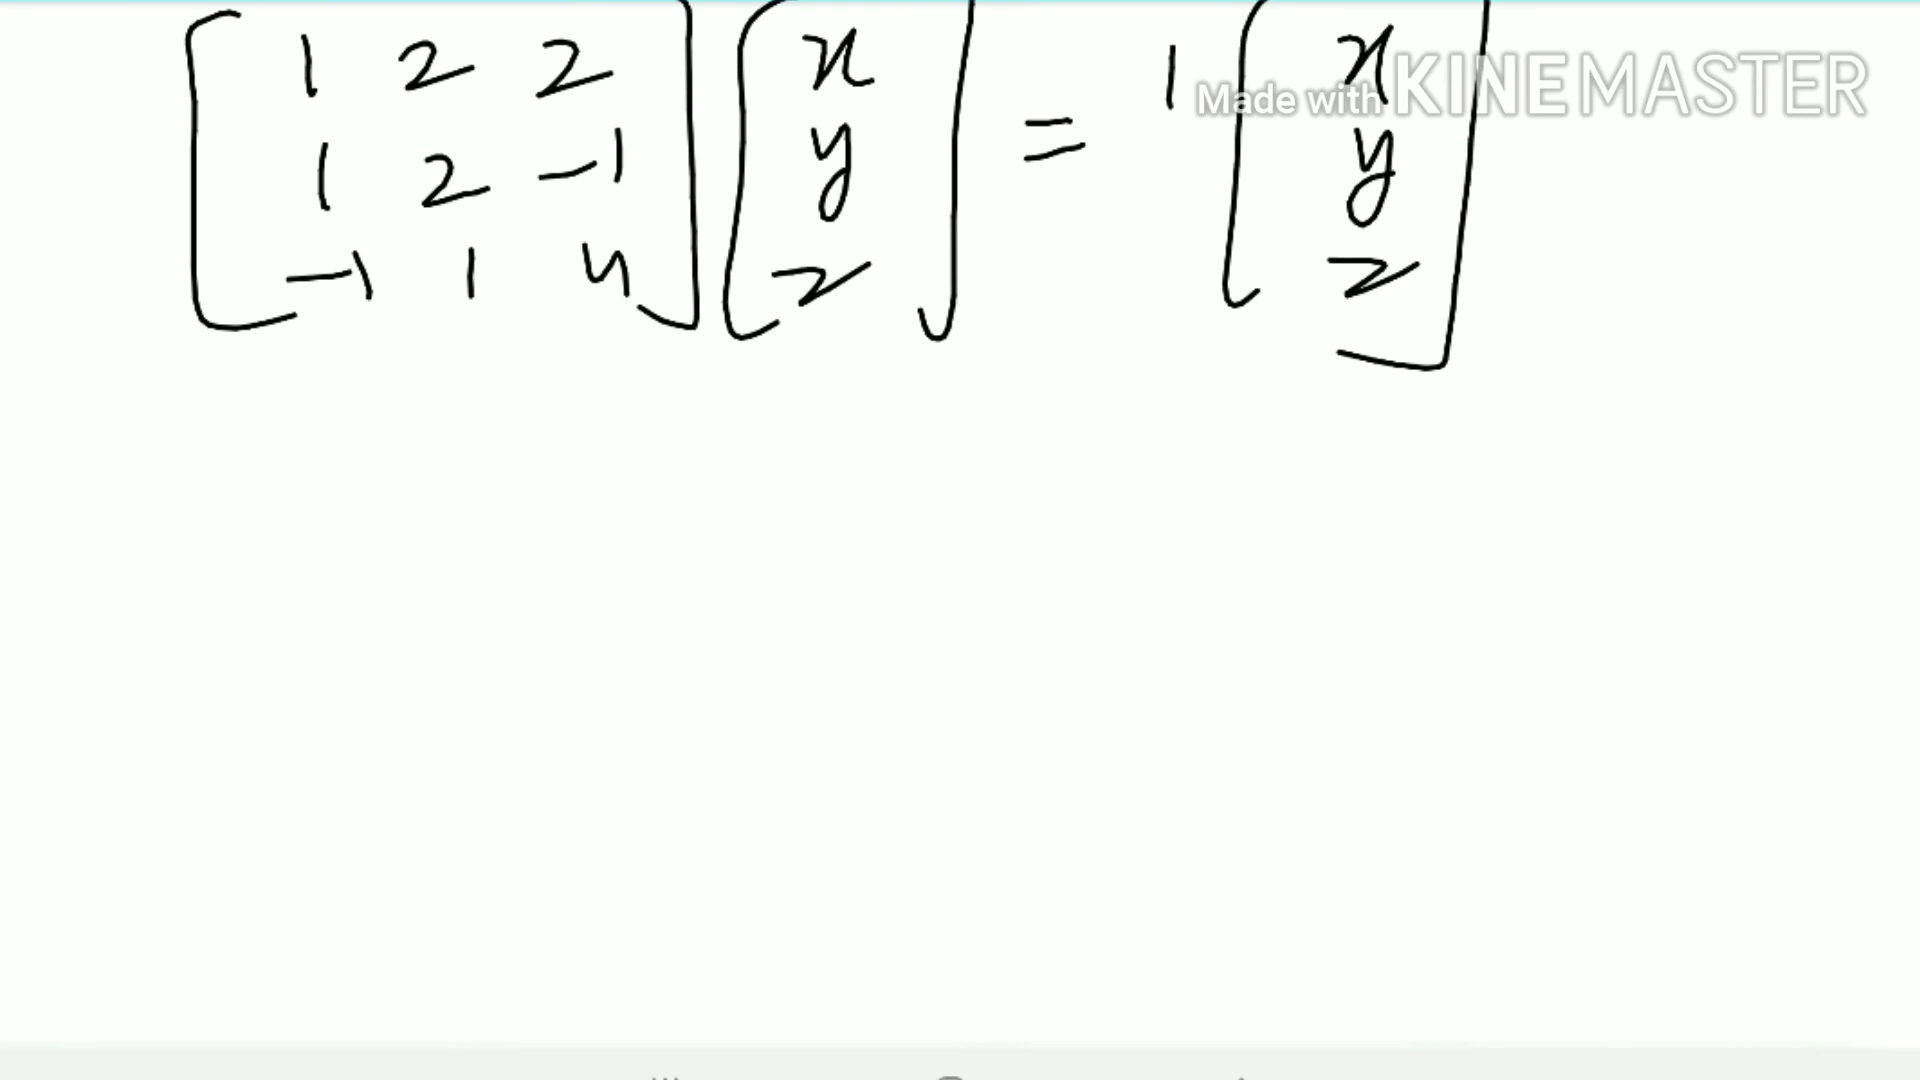 1 2 2 x = 1 x
1 2 -1 y y
-1 1 4 z z
Made with KINEMASTER